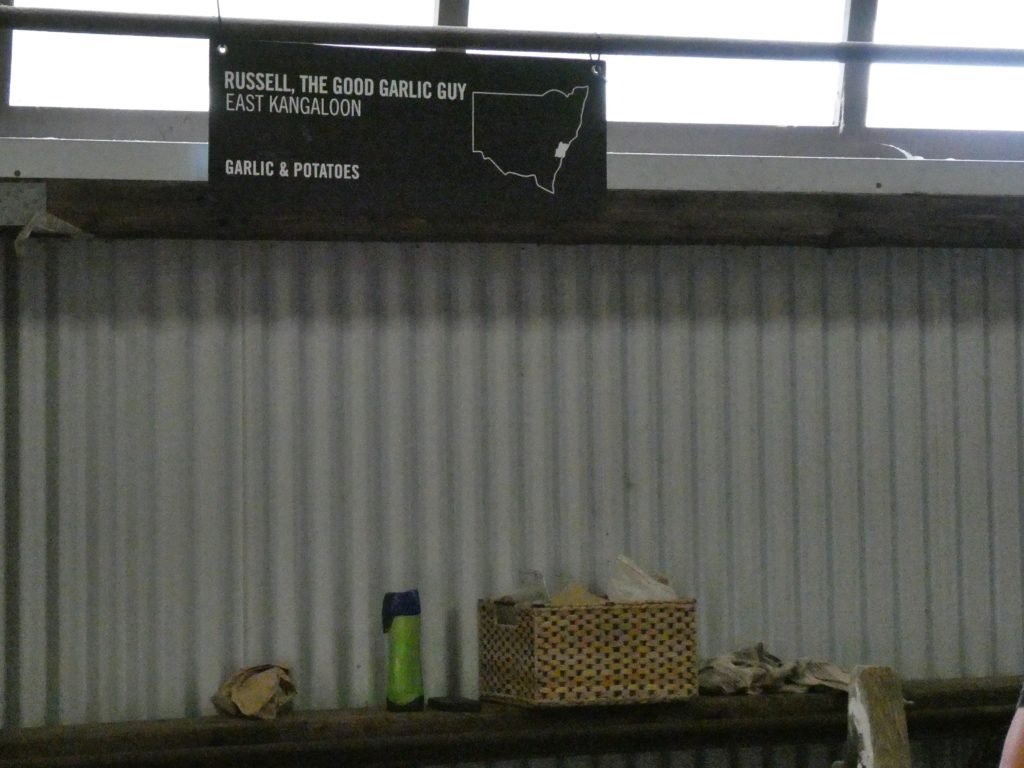 RUSSELL, THE GOOD GARLIC GUY
EAST KANGALOON
GARLIC & POTATOES